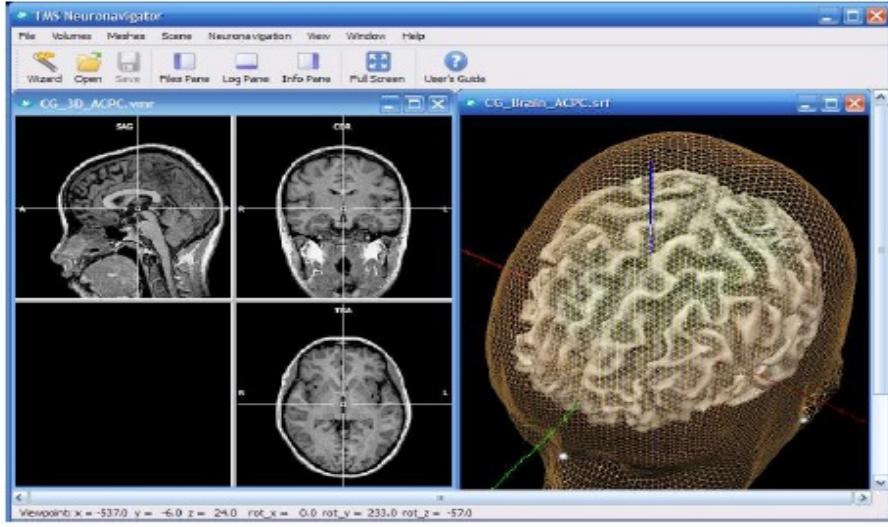 TMS Neuronavigator
File Volumes Meshes Scene Neuronavigation View Window Help
Wizard Open Save Files Pane Log Pane Info Pane Full Screen User's Guide
CG_3D_ACPC.vmr
SAG
COR
A
P
R
L
TRA
R
L
CG_Brain_ACPC.srf
Viewpoint: x = -537.0 y = -6.0 z = 24.0 rot_x = 0.0 rot_y = 233.0 rot_z = -57.0